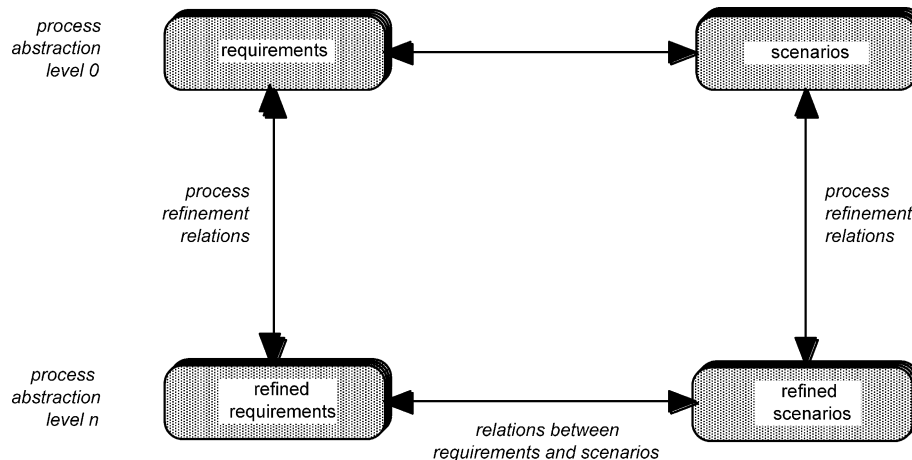 process
abstraction
level 0
requirements
scenarios
process
refinement
relations
process
refinement
relations
process
abstraction
level n
refined
requirements
refined
scenarios
relations between
requirements and scenarios